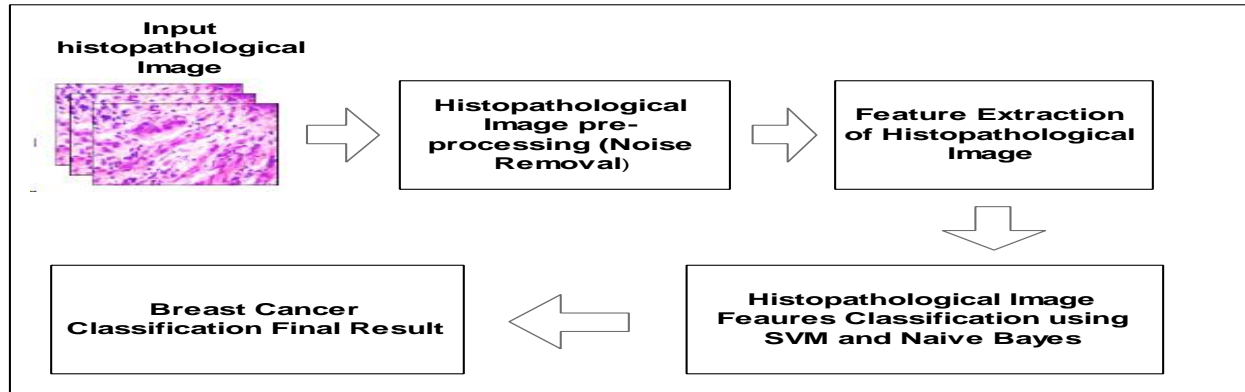 Input
histopathological
Image
Histopathological
Image pre-
processing (Noise
Removal)
Feature Extraction
of Histopathological
Image
Histopathological Image
Feaures Classification using
SVM and Naive Bayes
Breast Cancer
Classification Final Result